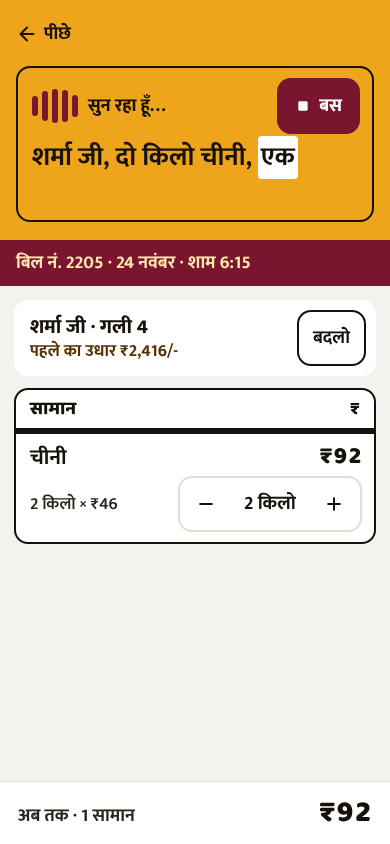 ← पीछे
सुन रहा हूँ...
बस
शर्मा जी, दो किलो चीनी, एक
बिल नं. 2205 · 24 नवंबर · शाम 6:15
शर्मा जी · गली 4
पहले का उधार ₹2,416/-
बदलो
सामान ₹
चीनी ₹92
2 किलो × ₹46
− 2 किलो +
अब तक · 1 सामान ₹92